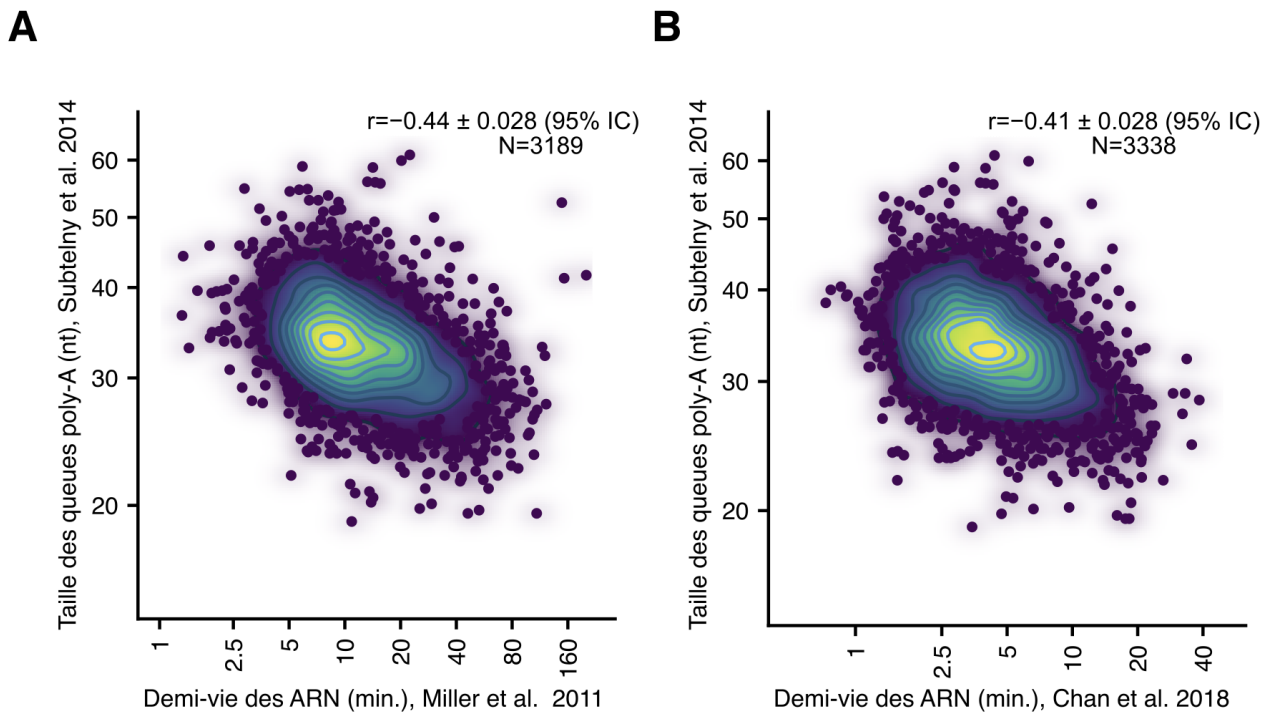 A
r=−0.44 ± 0.028 (95% IC)
N=3189
Taille des queues poly-A (nt), Subtelny et al. 2014
60
50
40
30
20
1
2.5
5
10
20
40
80
160
Demi-vie des ARN (min.), Miller et al. 2011
B
r=−0.41 ± 0.028 (95% IC)
N=3338
Taille des queues poly-A (nt), Subtelny et al. 2014
60
50
40
30
20
1
2.5
5
10
20
40
Demi-vie des ARN (min.), Chan et al. 2018